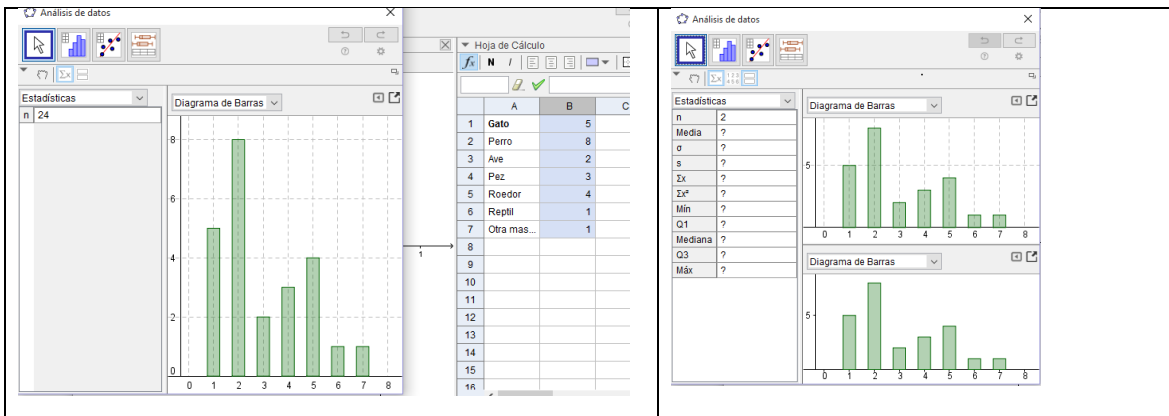 Análisis de datos
Estadísticas
n 24
Diagrama de Barras
8
6
4
2
0
0 1 2 3 4 5 6 7 8
1
Hoja de Cálculo
fx N I
A B C
1 Gato 5
2 Perro 8
3 Ave 2
4 Pez 3
5 Roedor 4
6 Reptil 1
7 Otra mas... 1
8
9
10
11
12
13
14
15
16
Análisis de datos
Σx 123 456
Estadísticas
n 2
Media ?
σ ?
s ?
Σx ?
Σx² ?
Mín ?
Q1 ?
Mediana ?
Q3 ?
Máx ?
Diagrama de Barras
5
0 1 2 3 4 5 6 7 8
Diagrama de Barras
5
0 1 2 3 4 5 6 7 8